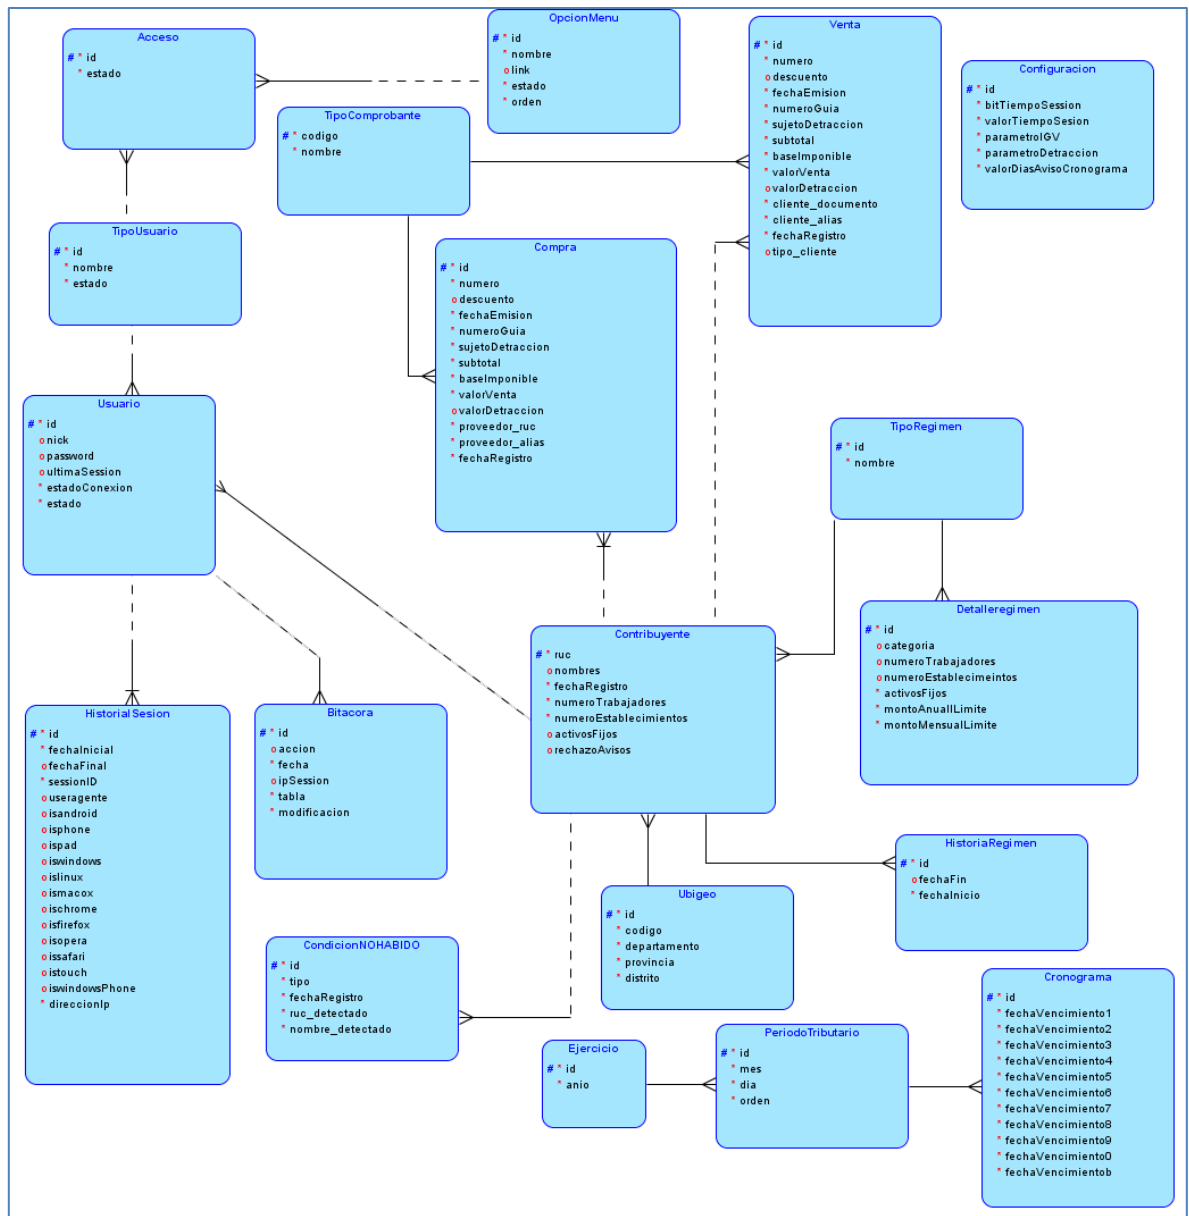 Acceso
# * id
* estado
OpcionMenu
# * id
* nombre
o link
* estado
* orden
Venta
# * id
* numero
o descuento
* fechaEmision
* numeroGuia
* sujetoDetraccion
* subtotal
* baseImponible
* valorVenta
o valorDetraccion
* cliente_documento
* cliente_alias
* fechaRegistro
o tipo_cliente
Configuracion
# * id
* bitTiempoSession
* valorTiempoSesion
* parametroIGV
* parametroDetraccion
* valorDiasAvisoCronograma
TipoComprobante
# * codigo
* nombre
TipoUsuario
# * id
* nombre
* estado
Compra
# * id
* numero
o descuento
* fechaEmision
* numeroGuia
* sujetoDetraccion
* subtotal
* baseImponible
* valorVenta
o valorDetraccion
* proveedor_ruc
* proveedor_alias
* fechaRegistro
Usuario
# * id
o nick
o password
o ultimaSession
* estadoConexion
* estado
TipoRegimen
# * id
* nombre
Detalleregimen
# * id
o categoria
o numeroTrabajadores
o numeroEstablecimeintos
* activosFijos
* montoAnuallLimite
* montoMensualLimite
Contribuyente
# * ruc
o nombres
* fechaRegistro
* numeroTrabajadores
* numeroEstablecimientos
o activosFijos
o rechazoAvisos
HistorialSesion
# * id
* fechaInicial
o fechaFinal
* sessionID
o useragente
o isandroid
o isphone
o ispad
o iswindows
o islinux
o ismacox
o ischrome
o isfirefox
o isopera
o issafari
o istouch
o iswindowsPhone
* direccionIp
Bitacora
# * id
o accion
* fecha
o ipSession
* tabla
* modificacion
HistoriaRegimen
# * id
o fechaFin
* fechaInicio
Ubigeo
# * id
* codigo
* departamento
* provincia
* distrito
CondicionNOHABIDO
# * id
* tipo
* fechaRegistro
* ruc_detectado
* nombre_detectado
Ejercicio
# * id
* anio
PeriodoTributario
# * id
* mes
* dia
* orden
Cronograma
# * id
* fechaVencimiento1
* fechaVencimiento2
* fechaVencimiento3
* fechaVencimiento4
* fechaVencimiento5
* fechaVencimiento6
* fechaVencimiento7
* fechaVencimiento8
* fechaVencimiento9
* fechaVencimiento0
* fechaVencimientob